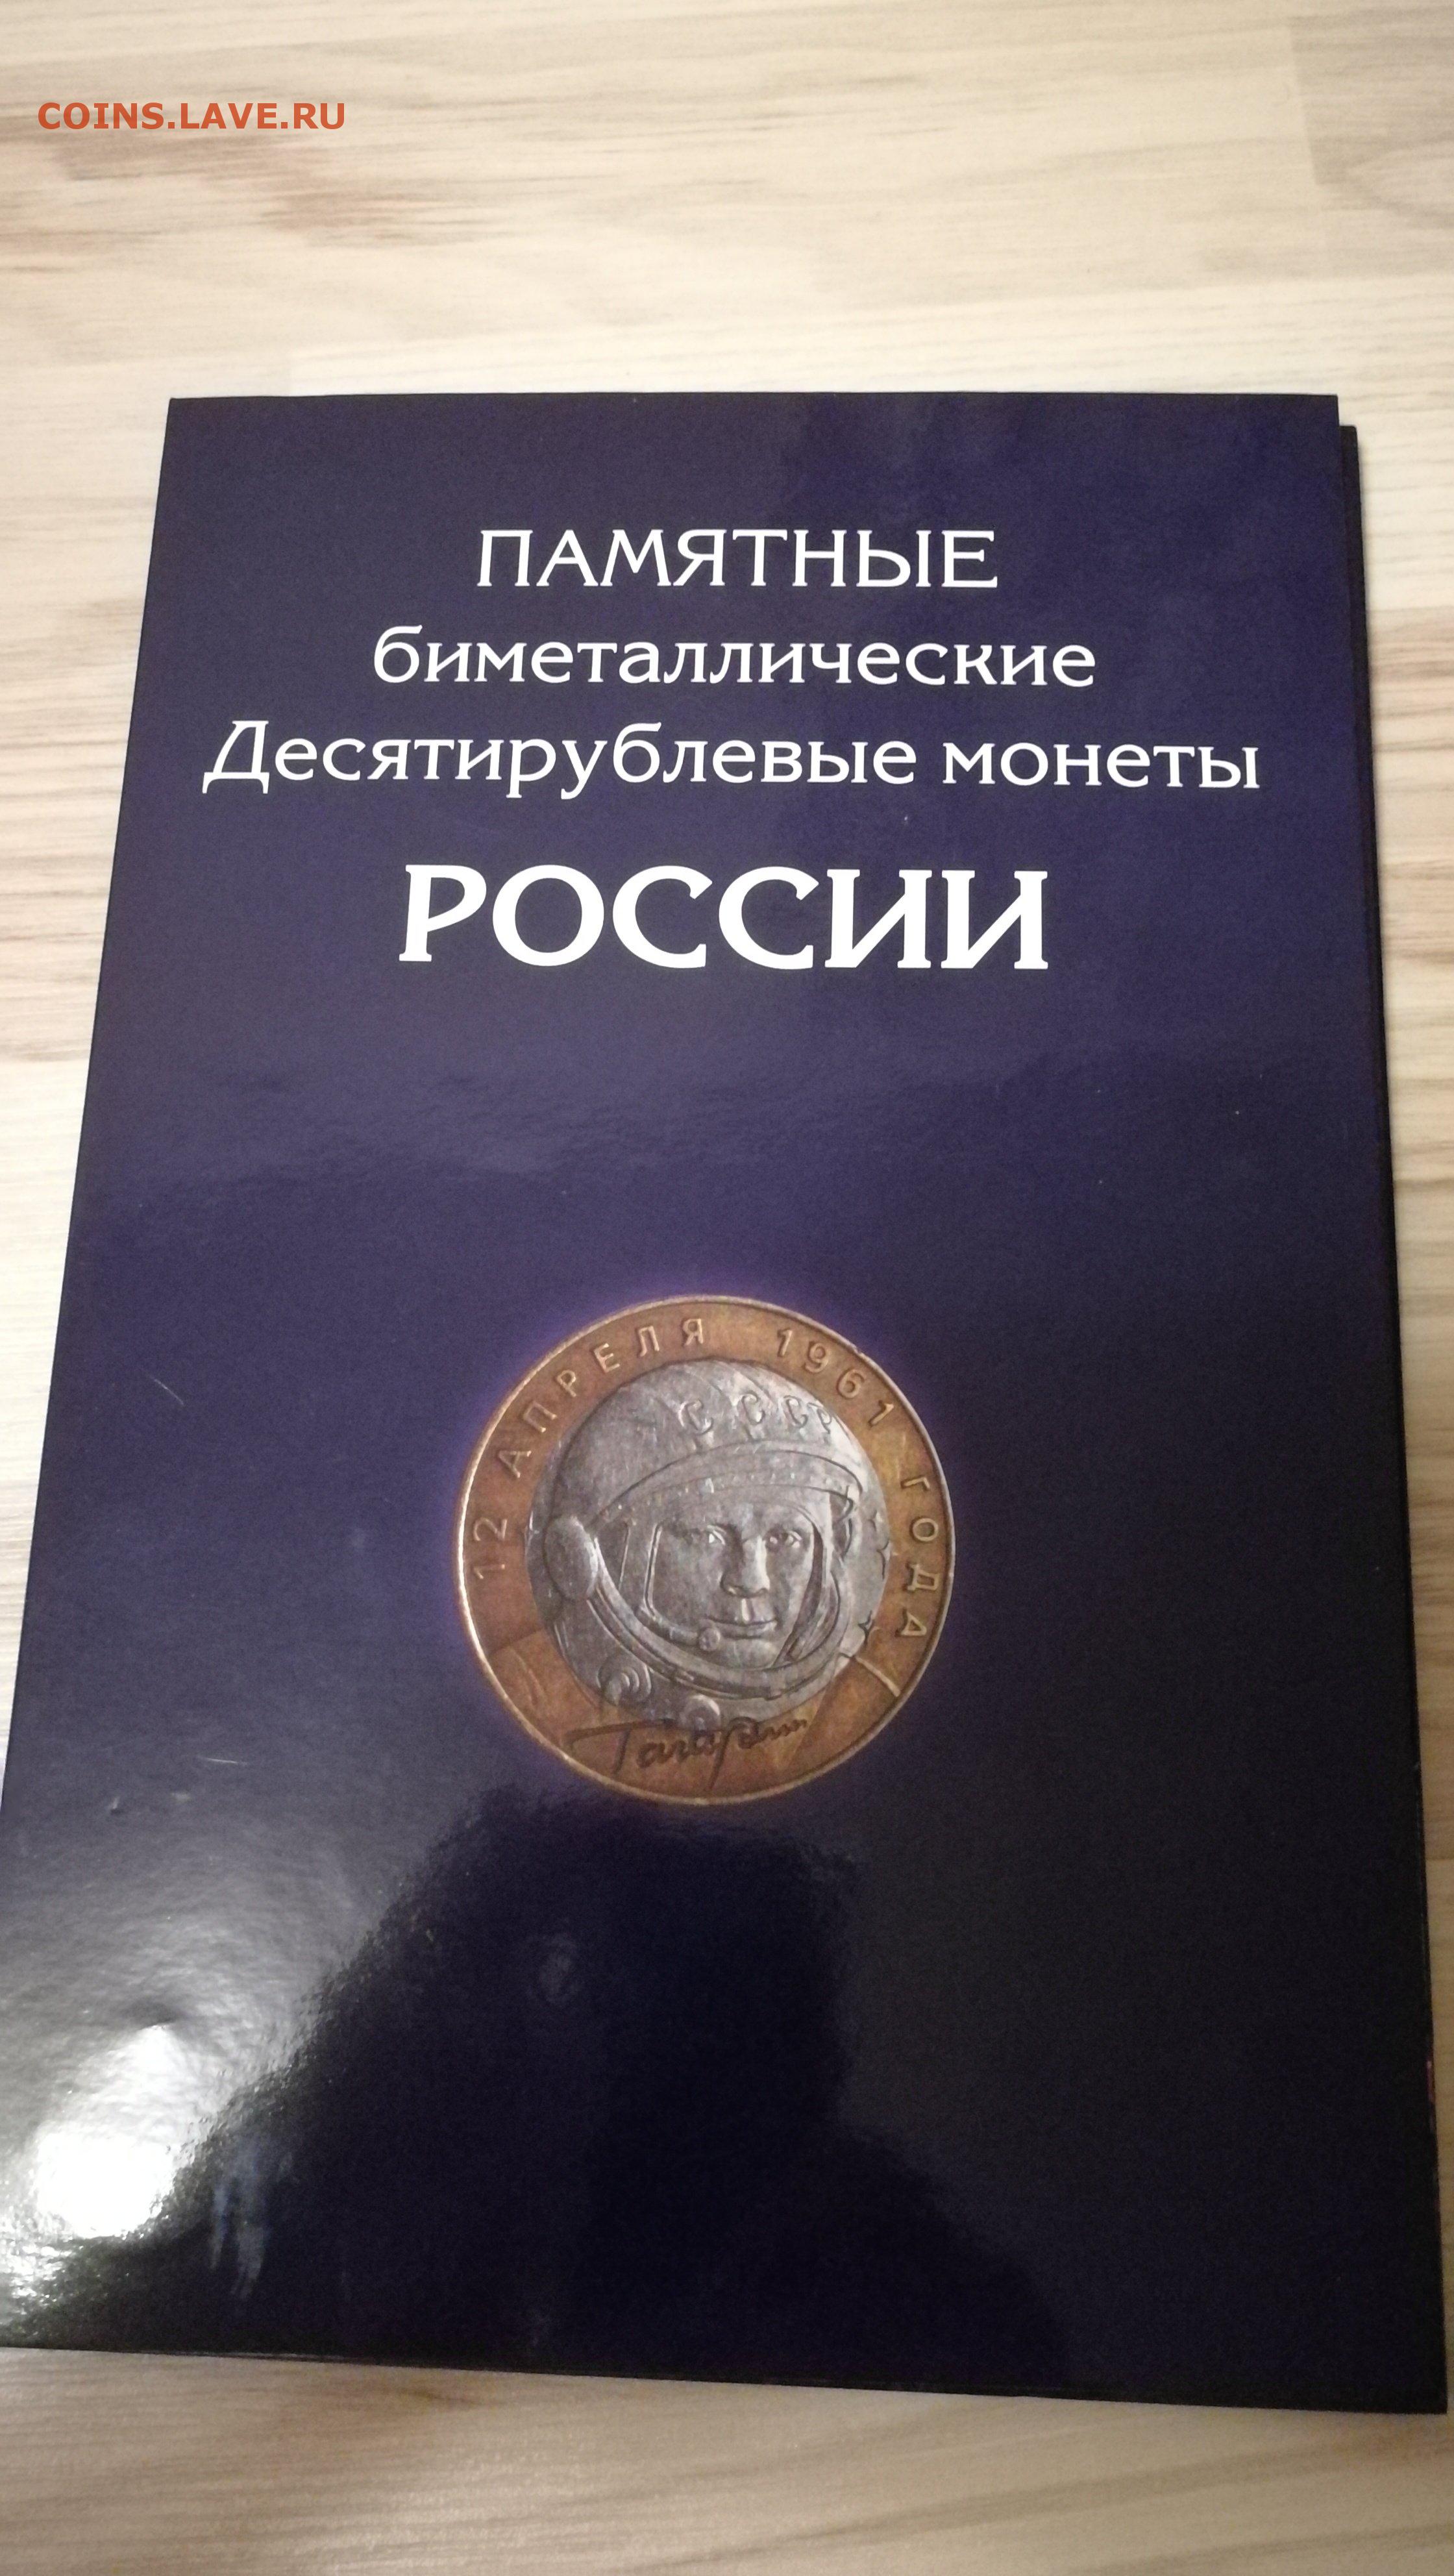 COINS.LAVE.RU
ПАМЯТНЫЕ
биметаллические
Десятирублевые монеты
РОССИИ
12 АПРЕЛЯ 1961 ГОДА
СССР
Гагарин